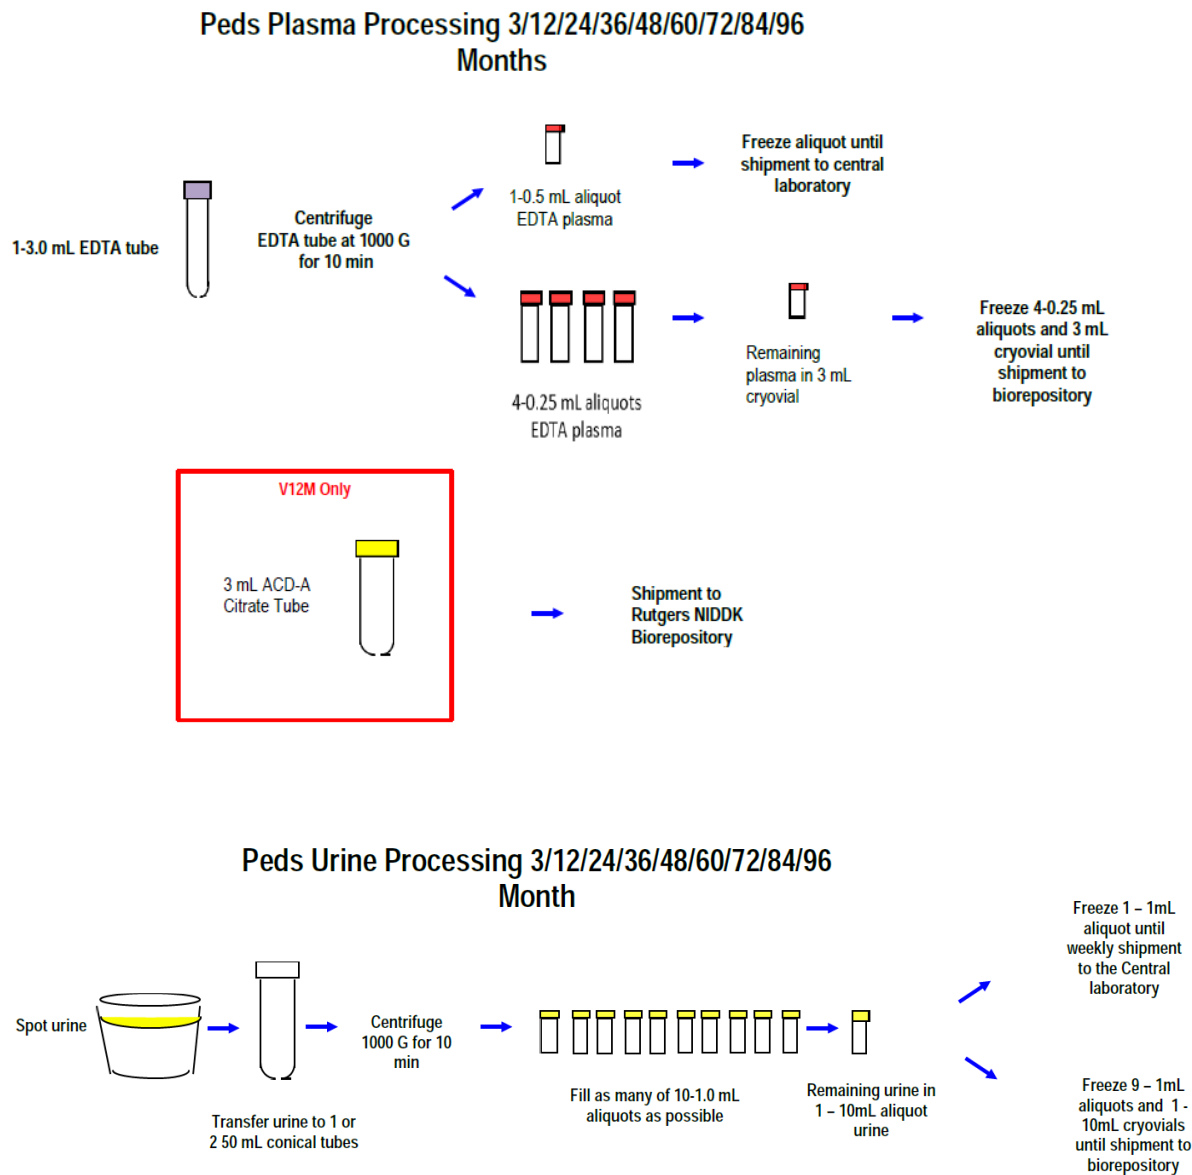 Peds Plasma Processing 3/12/24/36/48/60/72/84/96
Months
1-3.0 mL EDTA tube
Centrifuge
EDTA tube at 1000 G
for 10 min
1-0.5 mL aliquot
EDTA plasma
Freeze aliquot until
shipment to central
laboratory
4-0.25 mL aliquots
EDTA plasma
Remaining
plasma in 3 mL
cryovial
Freeze 4-0.25 mL
aliquots and 3 mL
cryovial until
shipment to
biorepository
V12M Only
3 mL ACD-A
Citrate Tube
Shipment to
Rutgers NIDDK
Biorepository
Peds Urine Processing 3/12/24/36/48/60/72/84/96
Month
Spot urine
Transfer urine to 1 or
2 50 mL conical tubes
Centrifuge
1000 G for 10
min
Fill as many of 10-1.0 mL
aliquots as possible
Remaining urine in
1 – 10mL aliquot
urine
Freeze 1 – 1mL
aliquot until
weekly shipment
to the Central
laboratory
Freeze 9 – 1mL
aliquots and 1 -
10mL cryovials
until shipment to
biorepository